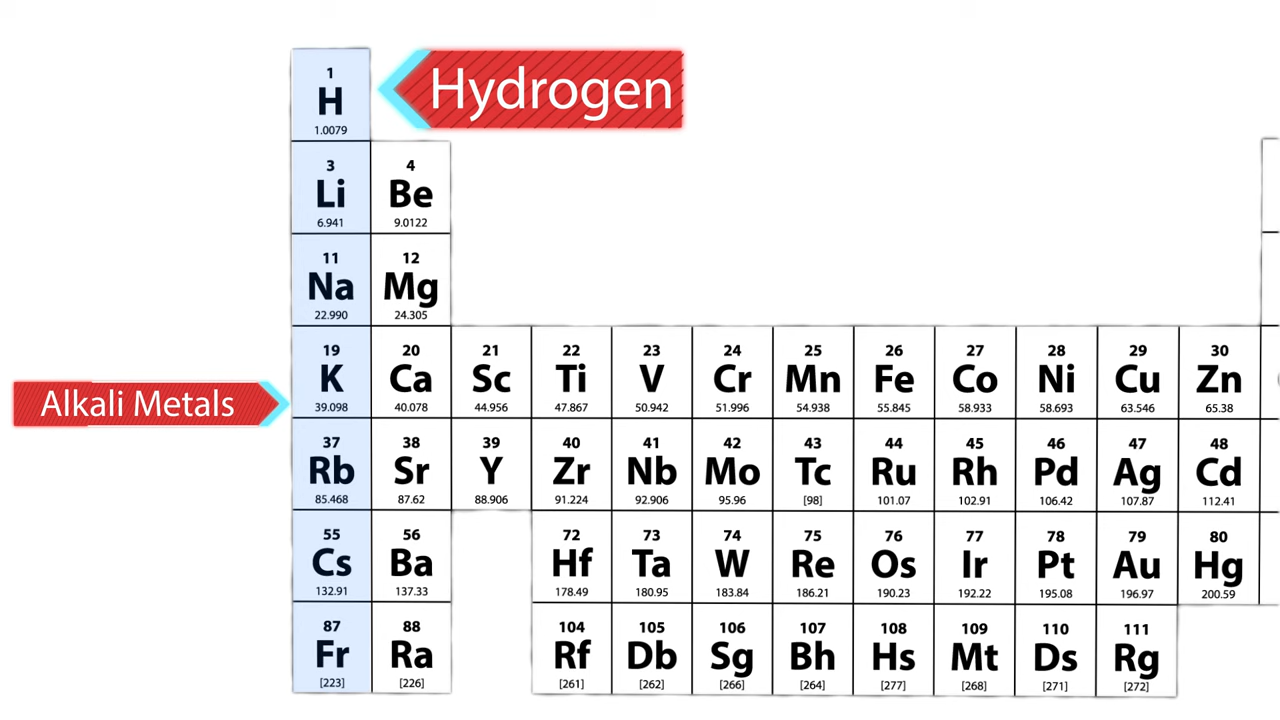 Hydrogen
1
H
1.0079
3 4
Li Be
6.941 9.0122
11 12
Na Mg
22.990 24.305
19 20 21 22 23 24 25 26 27 28 29 30
K Ca Sc Ti V Cr Mn Fe Co Ni Cu Zn
39.098 40.078 44.956 47.867 50.942 51.996 54.938 55.845 58.933 58.693 63.546 65.38
Alkali Metals
37 38 39 40 41 42 43 44 45 46 47 48
Rb Sr Y Zr Nb Mo Tc Ru Rh Pd Ag Cd
85.468 87.62 88.906 91.224 92.906 95.96 [98] 101.07 102.91 106.42 107.87 112.41
55 56 72 73 74 75 76 77 78 79 80
Cs Ba Hf Ta W Re Os Ir Pt Au Hg
132.91 137.33 178.49 180.95 183.84 186.21 190.23 192.22 195.08 196.97 200.59
87 88 104 105 106 107 108 109 110 111
Fr Ra Rf Db Sg Bh Hs Mt Ds Rg
[223] [226] [261] [262] [266] [264] [277] [268] [271] [272]